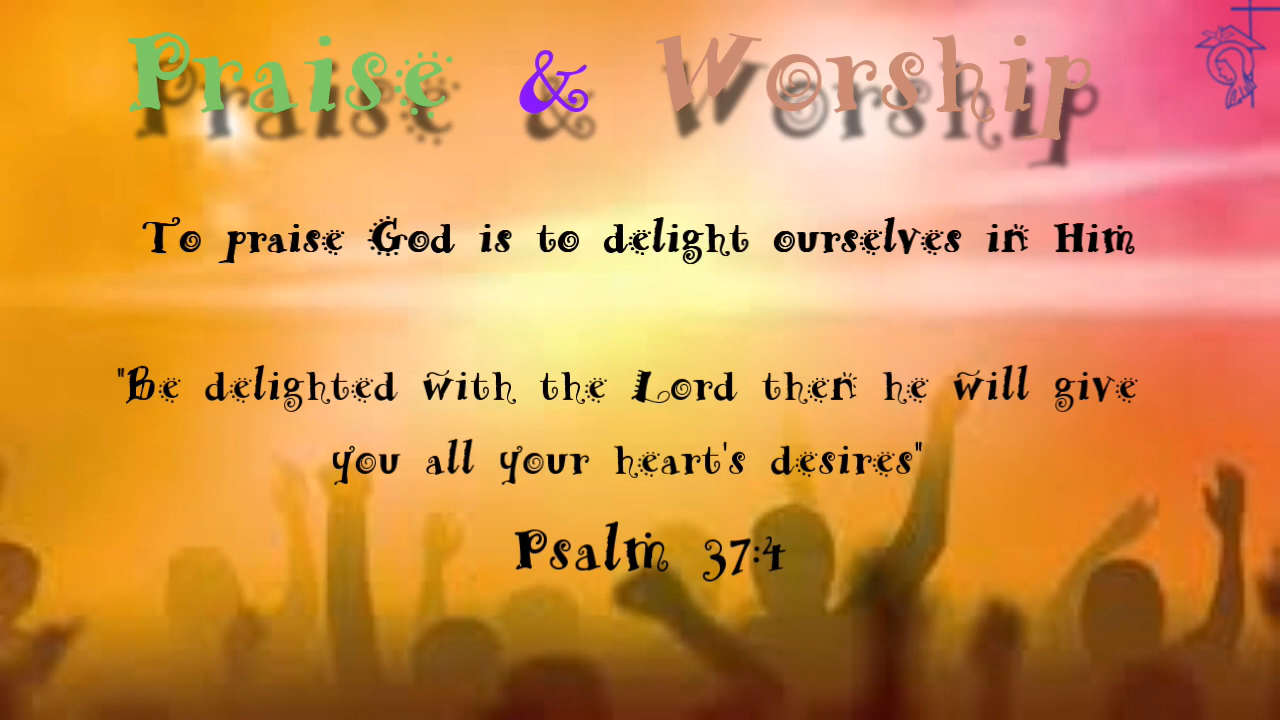 Praise & Worship
To praise God is to delight ourselves in Him
"Be delighted with the Lord then he will give
you all your heart's desires"
Psalm 37:4